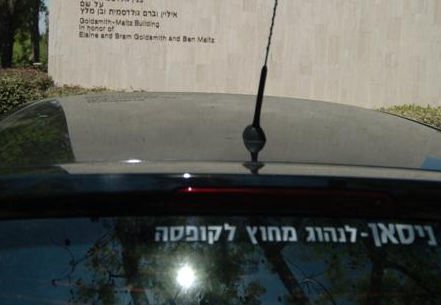 על שם
איליין וברם גולדסמית ובן מלץ
Goldsmith-Maltz Building
in honor of
Elaine and Bram Goldsmith and Ben Maltz
ניסאן-לנהוג מחוץ לקופסה